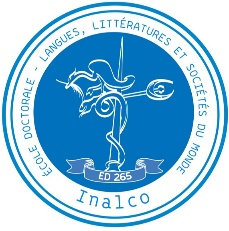 ÉCOLE DOCTORALE - LANGUES, LITTÉRATURES ET SOCIÉTÉS DU MONDE
ED 265
Inalco